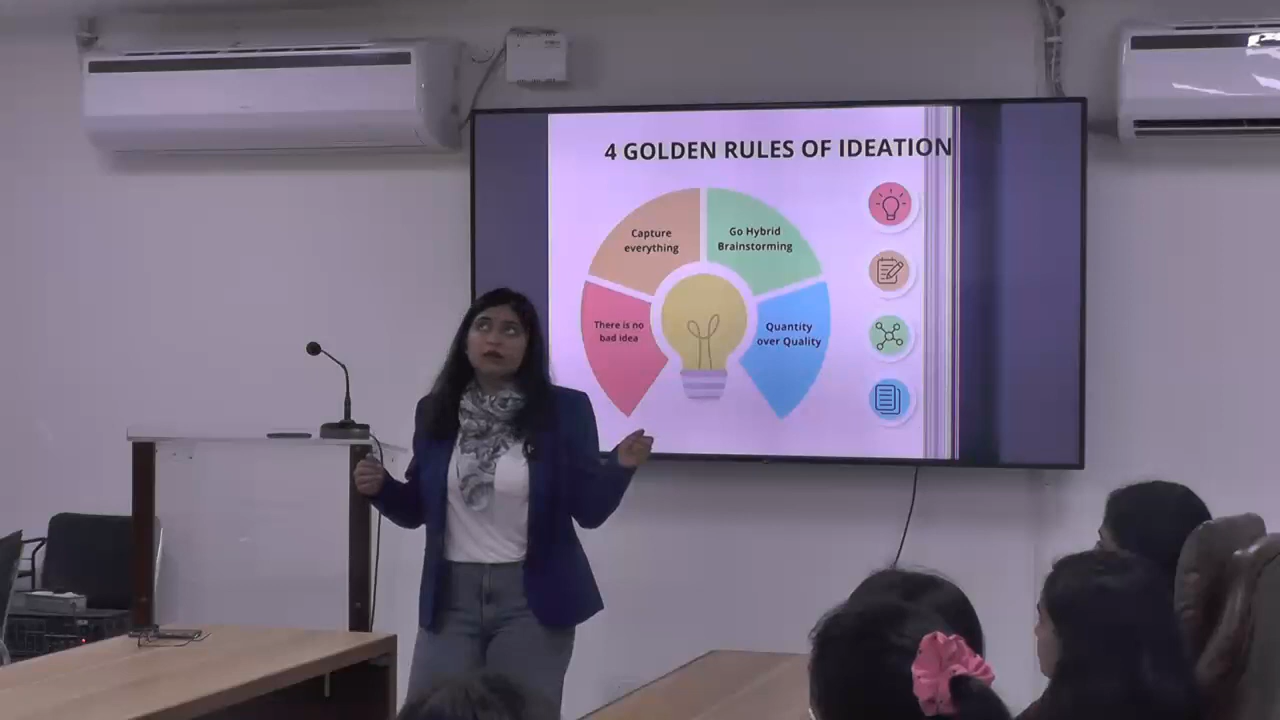 4 GOLDEN RULES OF IDEATION
Capture
everything
Go Hybrid
Brainstorming
There is no
bad idea
Quantity
over Quality